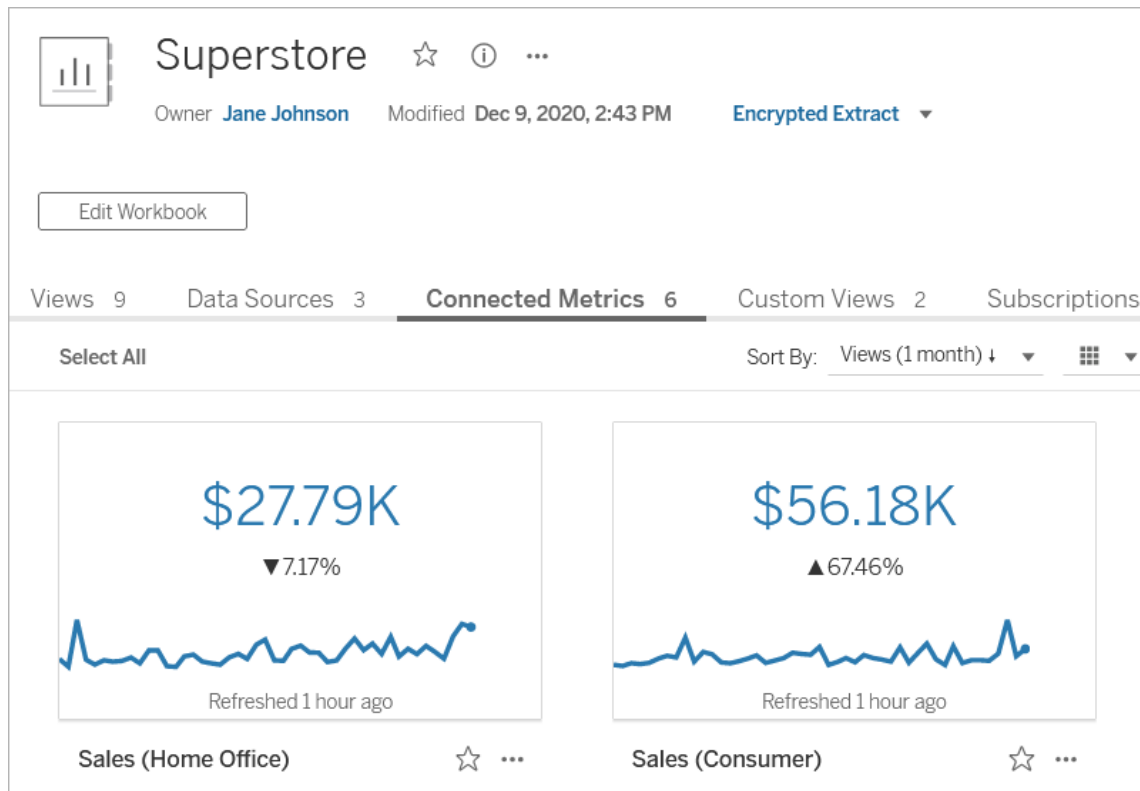 Superstore
Owner Jane Johnson Modified Dec 9, 2020, 2:43 PM Encrypted Extract
Edit Workbook
Views 9 Data Sources 3 Connected Metrics 6 Custom Views 2 Subscriptions
Select All Sort By: Views (1 month) ↓
$27.79K
▼7.17%
Refreshed 1 hour ago
Sales (Home Office)
$56.18K
▲67.46%
Refreshed 1 hour ago
Sales (Consumer)